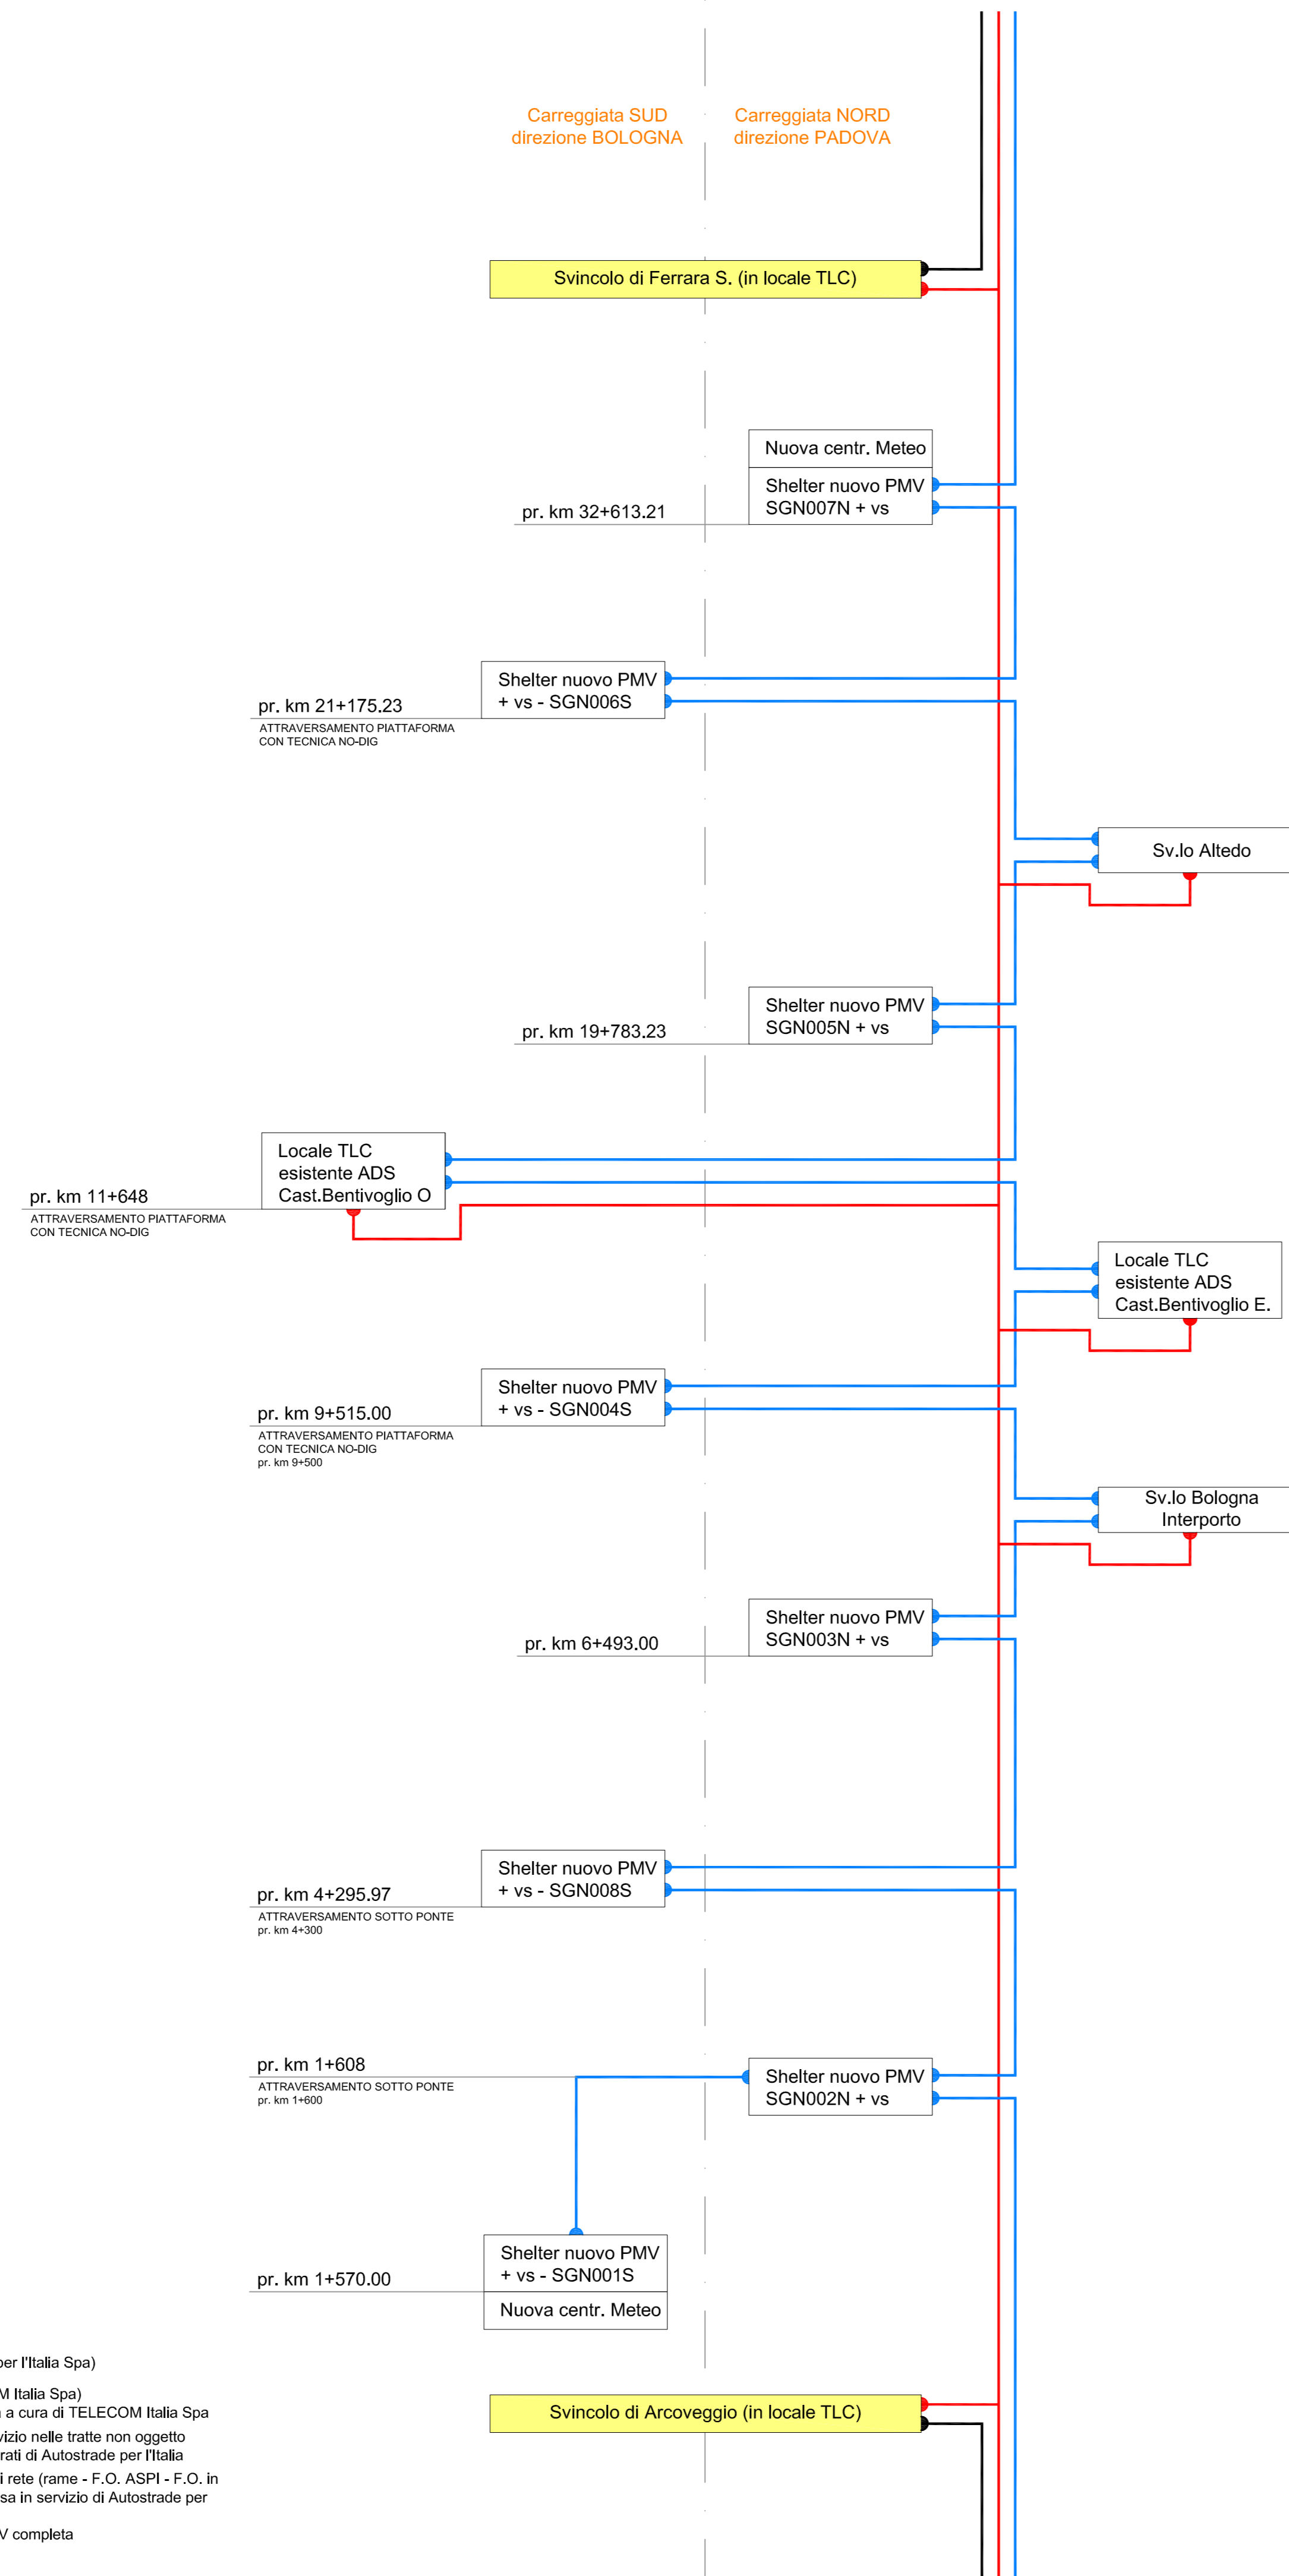 Carreggiata SUD
direzione BOLOGNA
Carreggiata NORD
direzione PADOVA
Svincolo di Ferrara S. (in locale TLC)
Nuova centr. Meteo
Shelter nuovo PMV
SGN007N + vs
pr. km 32+613.21
Shelter nuovo PMV
+ vs - SGN006S
pr. km 21+175.23
ATTRAVERSAMENTO PIATTAFORMA
CON TECNICA NO-DIG
Sv.lo Altedo
Shelter nuovo PMV
SGN005N + vs
pr. km 19+783.23
Locale TLC
esistente ADS
Cast.Bentivoglio O
pr. km 11+648
ATTRAVERSAMENTO PIATTAFORMA
CON TECNICA NO-DIG
Locale TLC
esistente ADS
Cast.Bentivoglio E.
Shelter nuovo PMV
+ vs - SGN004S
pr. km 9+515.00
ATTRAVERSAMENTO PIATTAFORMA
CON TECNICA NO-DIG
pr. km 9+500
Sv.lo Bologna
Interporto
Shelter nuovo PMV
SGN003N + vs
pr. km 6+493.00
Shelter nuovo PMV
+ vs - SGN008S
pr. km 4+295.97
ATTRAVERSAMENTO SOTTO PONTE
pr. km 4+300
pr. km 1+608
ATTRAVERSAMENTO SOTTO PONTE
pr. km 1+600
Shelter nuovo PMV
SGN002N + vs
Shelter nuovo PMV
+ vs - SGN001S
pr. km 1+570.00
Nuova centr. Meteo
per l'Italia Spa)
M Italia Spa)
a cura di TELECOM Italia Spa
vizio nelle tratte non oggetto
rati di Autostrade per l'Italia
i rete (rame - F.O. ASPI - F.O. in
sa in servizio di Autostrade per
V completa
Svincolo di Arcoveggio (in locale TLC)